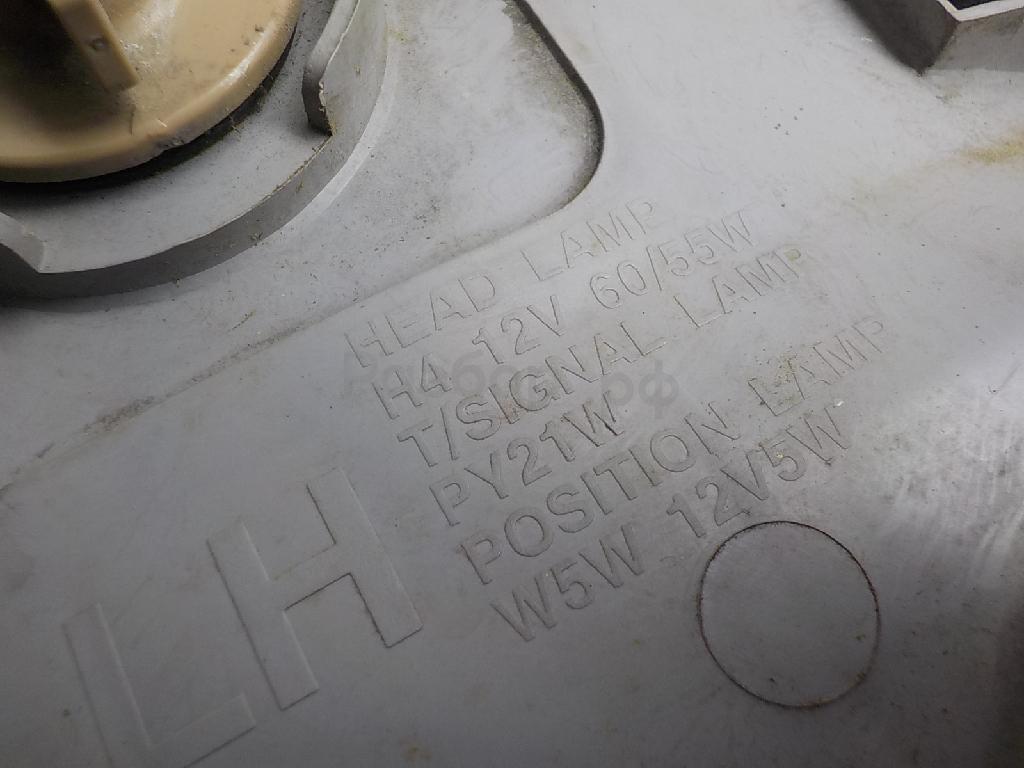 HEAD LAMP
H4 12V 60/55W
T/SIGNAL LAMP
PY21W
POSITION LAMP
W5W 12V5W
LH